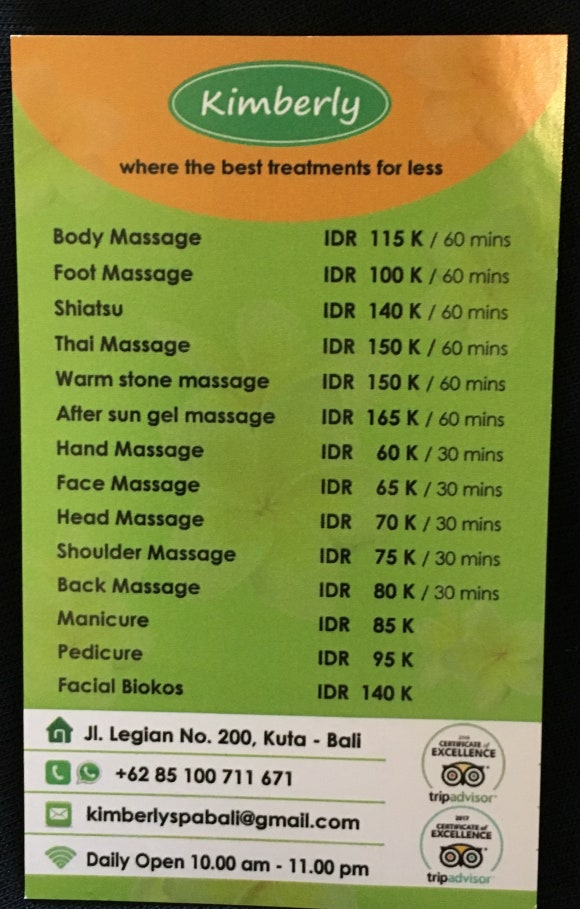 Kimberly
where the best treatments for less
Body Massage IDR 115 K / 60 mins
Foot Massage IDR 100 K / 60 mins
Shiatsu IDR 140 K / 60 mins
Thai Massage IDR 150 K / 60 mins
Warm stone massage IDR 150 K / 60 mins
After sun gel massage IDR 165 K / 60 mins
Hand Massage IDR 60 K / 30 mins
Face Massage IDR 65 K / 30 mins
Head Massage IDR 70 K / 30 mins
Shoulder Massage IDR 75 K / 30 mins
Back Massage IDR 80 K / 30 mins
Manicure IDR 85 K
Pedicure IDR 95 K
Facial Biokos IDR 140 K
Jl. Legian No. 200, Kuta - Bali
+62 85 100 711 671
kimberlyspabali@gmail.com
Daily Open 10.00 am - 11.00 pm
CERTIFICATE of
EXCELLENCE
tripadvisor
2017
CERTIFICATE of
EXCELLENCE
tripadvisor